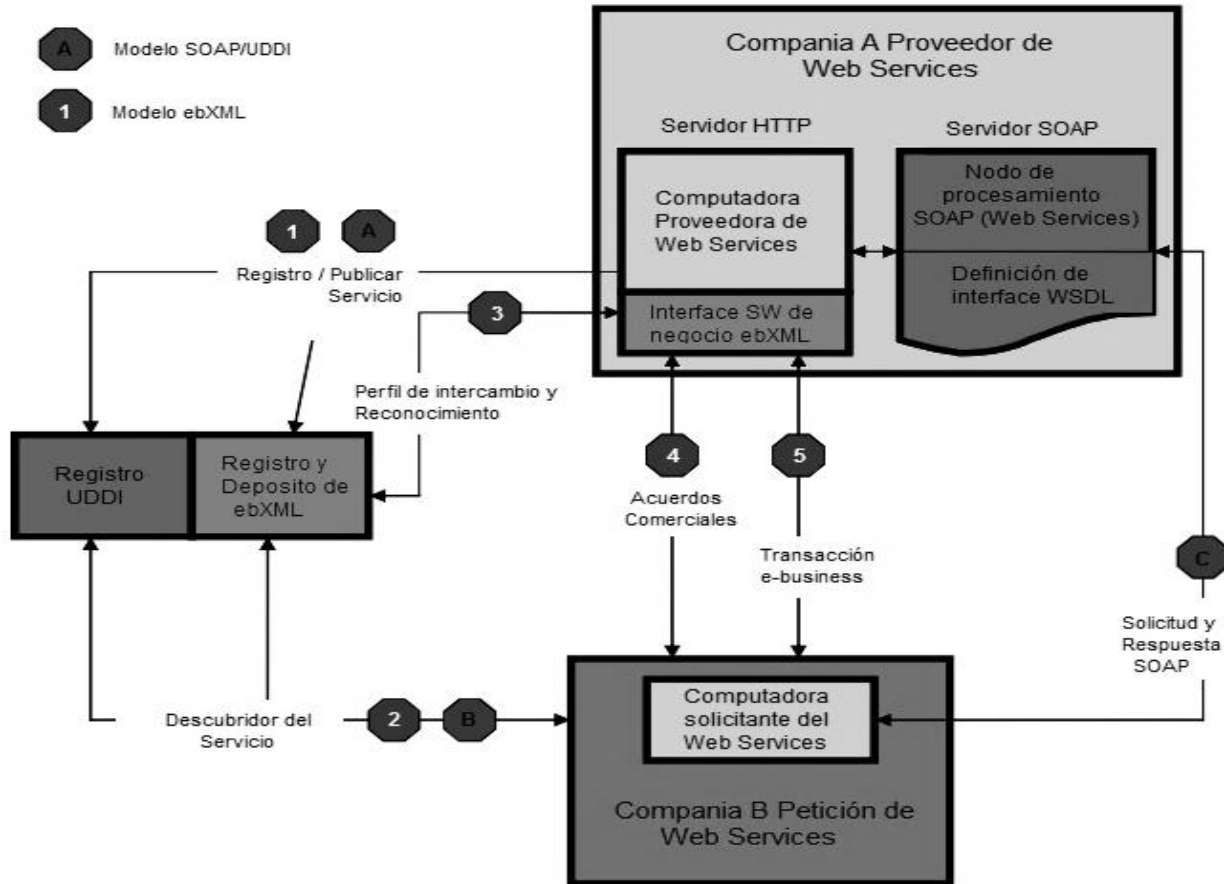 A
Modelo SOAP/UDDI
1
Modelo ebXML
Compania A Proveedor de
Web Services
Servidor HTTP
Servidor SOAP
Computadora
Proveedora de
Web Services
Nodo de
procesamiento
SOAP (Web Services)
Definición de
interface WSDL
Interface SW de
negocio ebXML
1
A
Registro / Publicar
Servicio
3
Perfil de intercambio y
Reconocimiento
Registro
UDDI
Registro y
Deposito de
ebXML
4
Acuerdos
Comerciales
5
Transacción
e-business
C
Solicitud y
Respuesta
SOAP
Descubridor del
Servicio
2
B
Computadora
solicitante del
Web Services
Compania B Petición de
Web Services